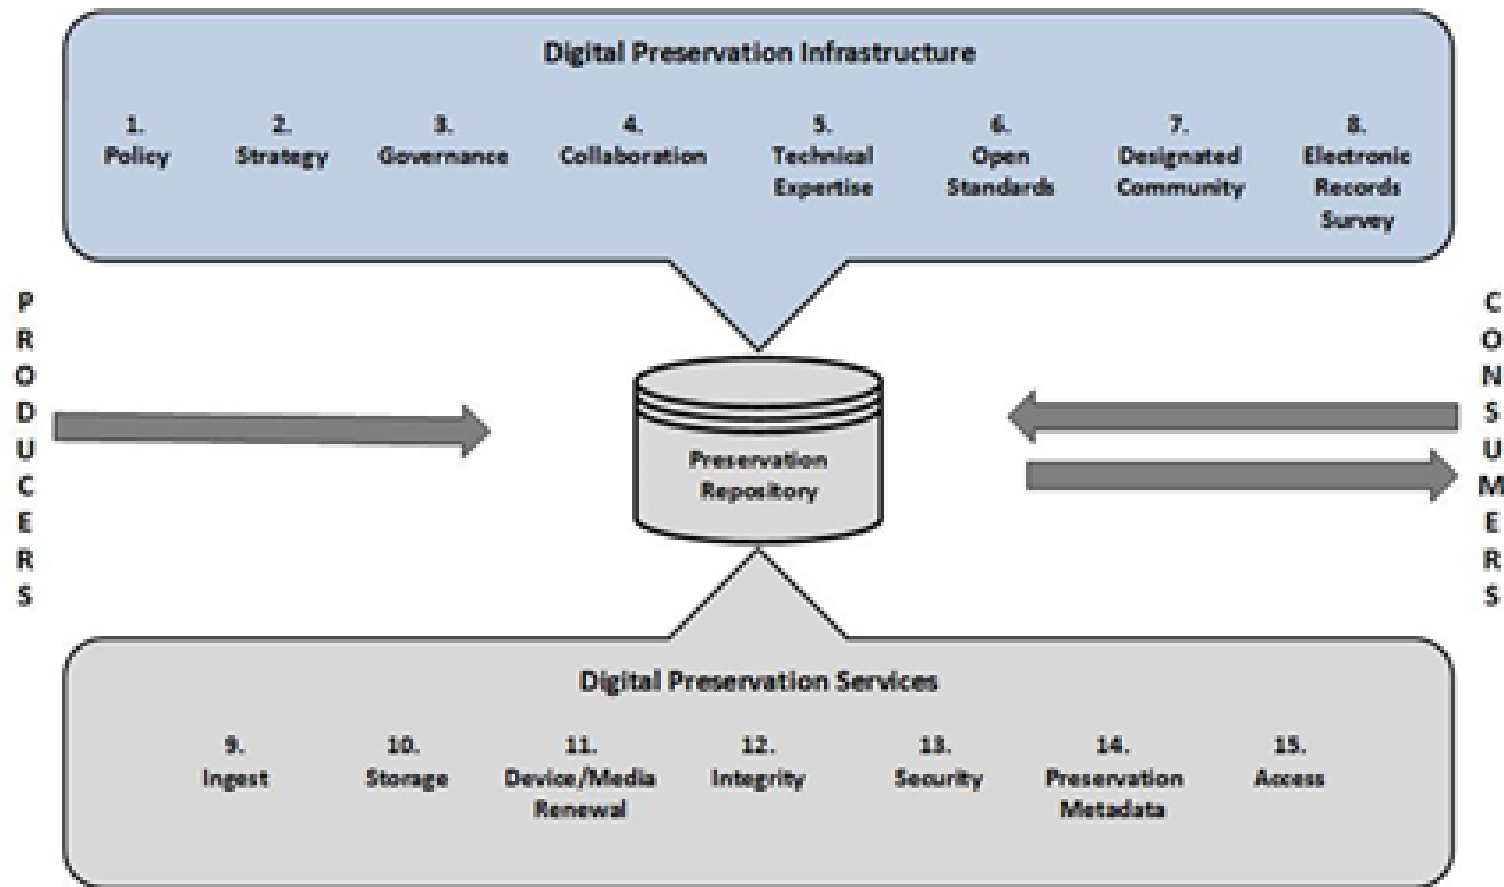 Digital Preservation Infrastructure
1.
Policy
2.
Strategy
3.
Governance
4.
Collaboration
5.
Technical
Expertise
6.
Open
Standards
7.
Designated
Community
8.
Electronic
Records
Survey
PRODUCERS
Preservation
Repository
CONSUMERS
Digital Preservation Services
9.
Ingest
10.
Storage
11.
Device/Media
Renewal
12.
Integrity
13.
Security
14.
Preservation
Metadata
15.
Access